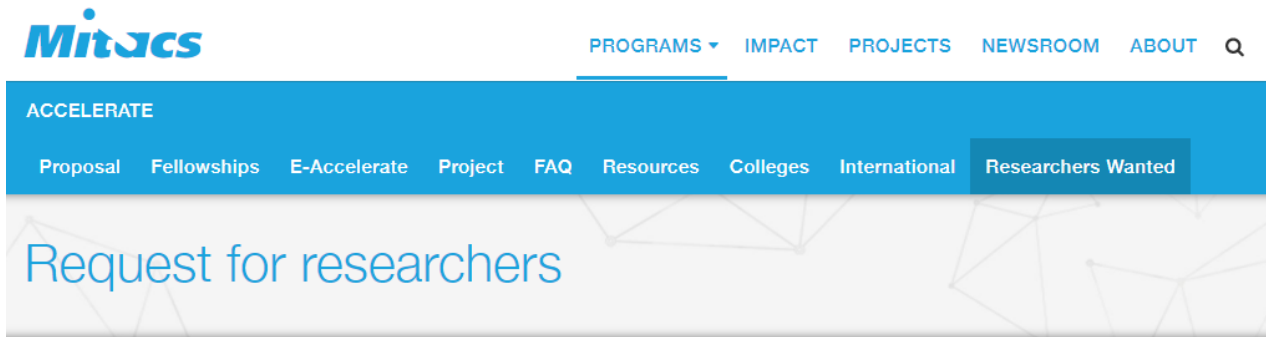 Mitacs
PROGRAMS IMPACT PROJECTS NEWSROOM ABOUT
ACCELERATE
Proposal Fellowships E-Accelerate Project FAQ Resources Colleges International Researchers Wanted
Request for researchers